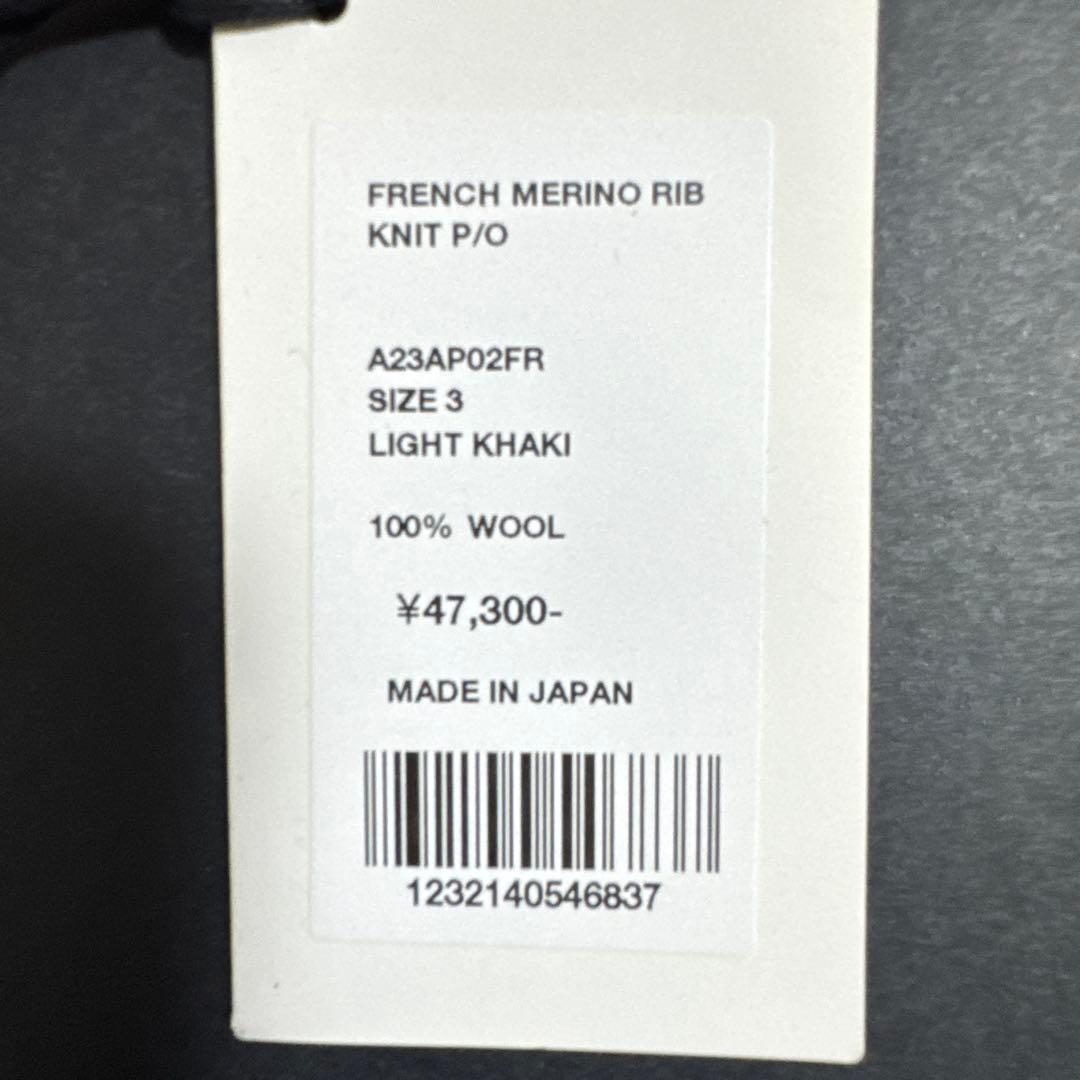 FRENCH MERINO RIB
KNIT P/O
A23AP02FR
SIZE 3
LIGHT KHAKI
100% WOOL
¥47,300-
MADE IN JAPAN
1232140546837